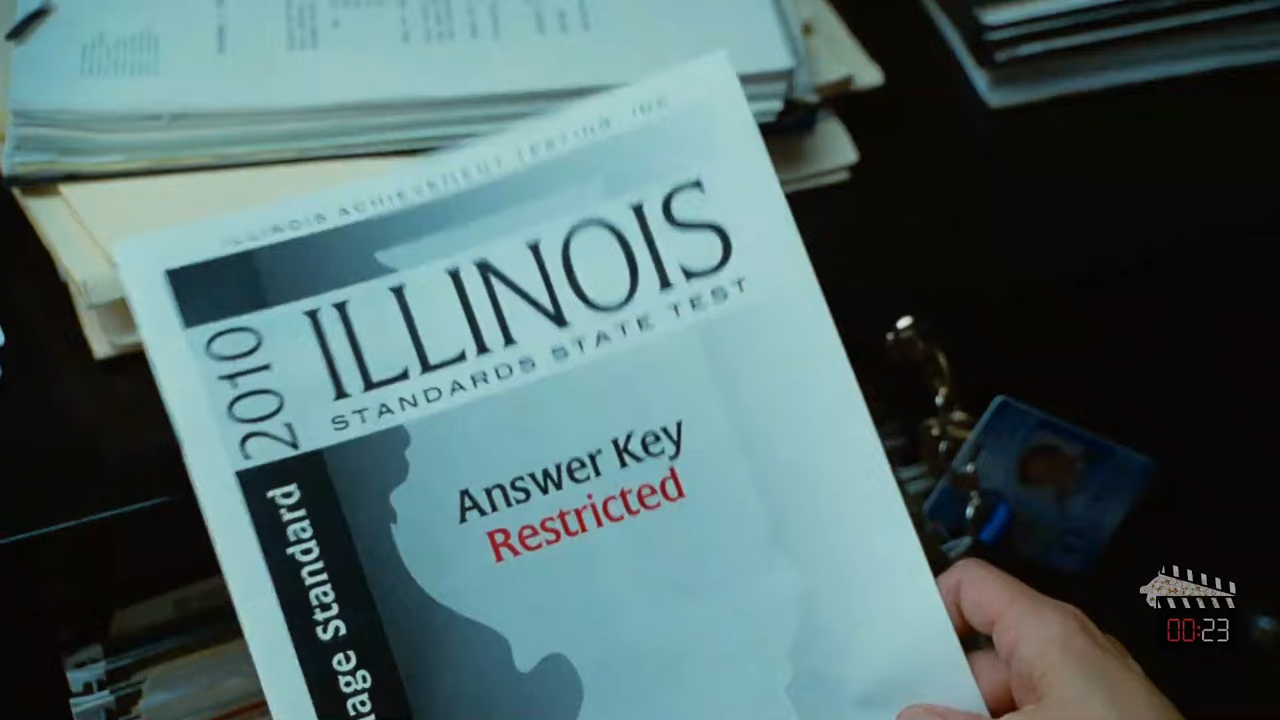 ILLINOIS ACHIEVEMENT TESTING, INC
ILLINOIS
STANDARDS STATE TEST
2010
Answer Key
Restricted
age Standard
00:23